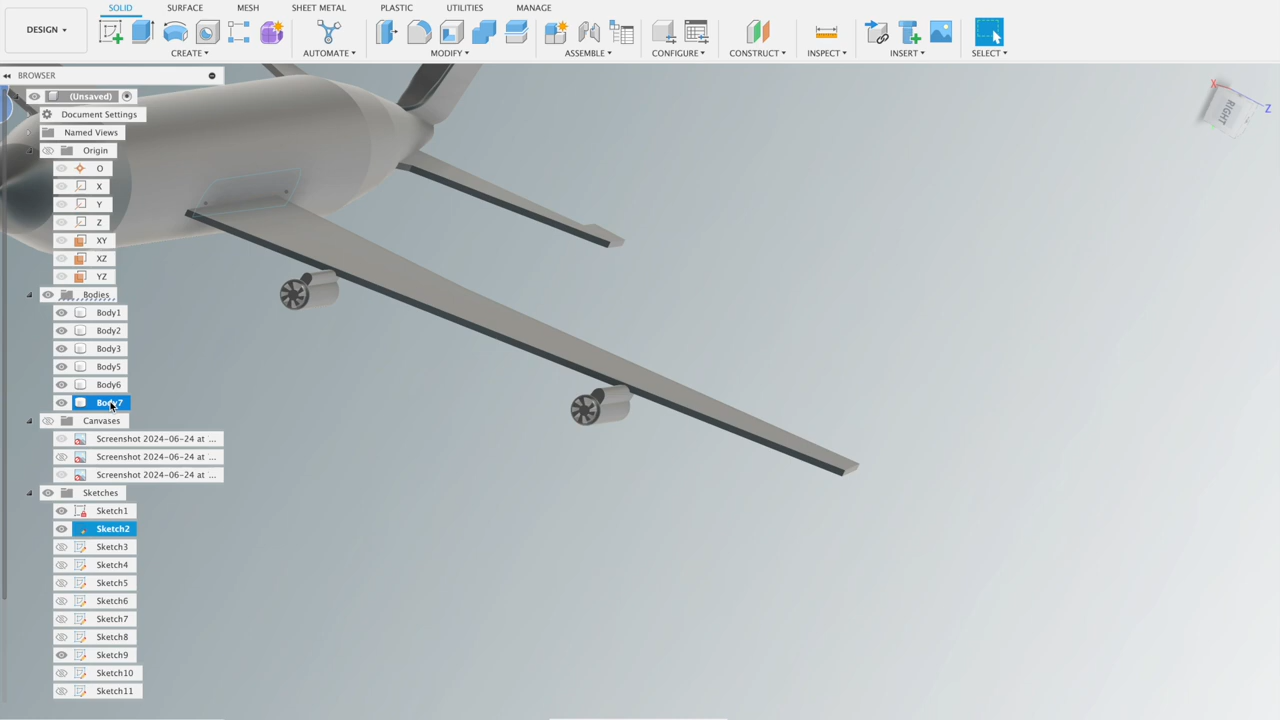 SOLID SURFACE MESH SHEET METAL PLASTIC UTILITIES MANAGE
DESIGN
CREATE AUTOMATE MODIFY ASSEMBLE CONFIGURE CONSTRUCT INSPECT INSERT SELECT
BROWSER
(Unsaved)
Document Settings
Named Views
Origin
O
X
Y
Z
XY
XZ
YZ
Bodies
Body1
Body2
Body3
Body5
Body6
Body7
Canvases
Screenshot 2024-06-24 at ...
Screenshot 2024-06-24 at ...
Screenshot 2024-06-24 at ...
Sketches
Sketch1
Sketch2
Sketch3
Sketch4
Sketch5
Sketch6
Sketch7
Sketch8
Sketch9
Sketch10
Sketch11
X
RIGHT
Z